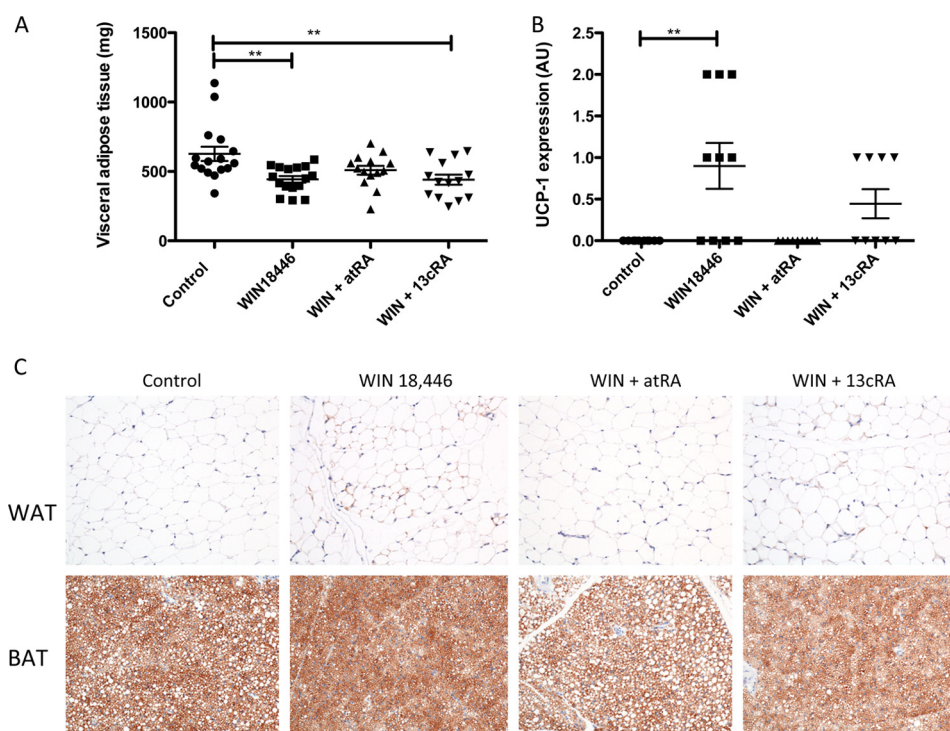 A
Visceral adipose tissue (mg)
1500
1000
500
0
**
**
Control
WIN18446
WIN + atRA
WIN + 13cRA
B
UCP-1 expression (AU)
2.5
2.0
1.5
1.0
0.5
0.0
**
control
WIN18446
WIN + atRA
WIN + 13cRA
C
Control
WIN 18,446
WIN + atRA
WIN + 13cRA
WAT
BAT